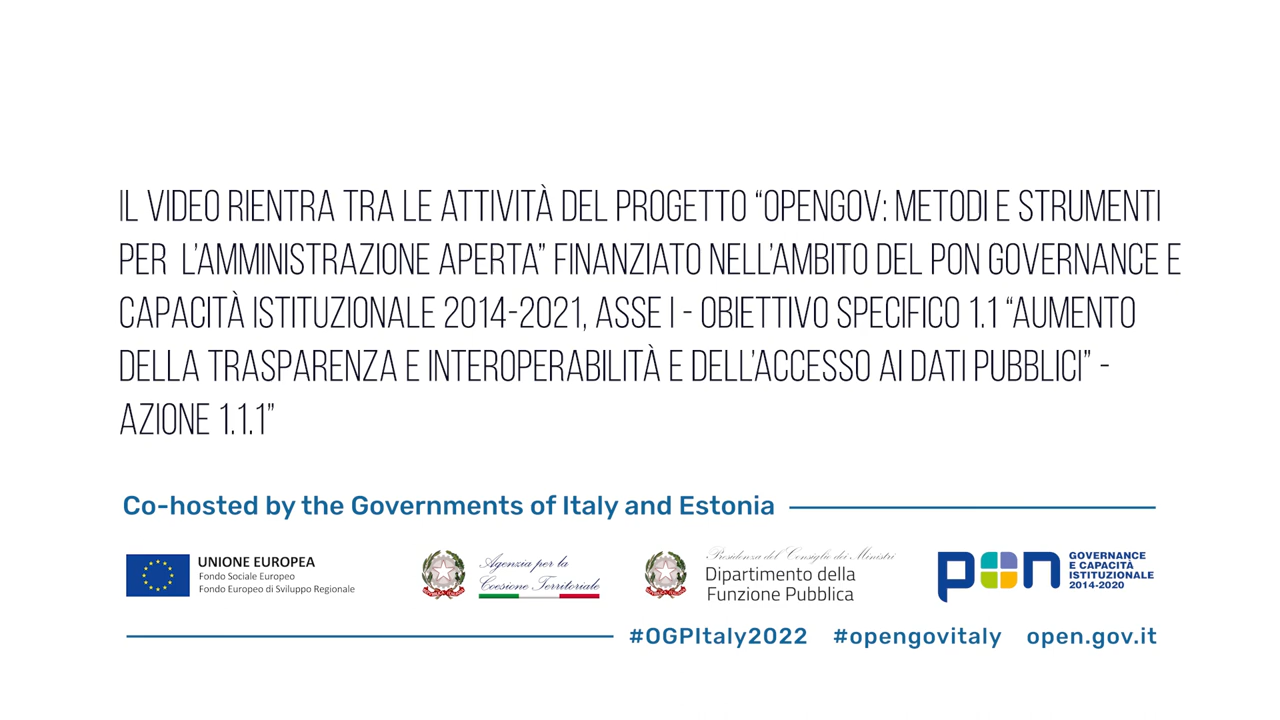 IL VIDEO RIENTRA TRA LE ATTIVITÀ DEL PROGETTO “OPENGOV: METODI E STRUMENTI
PER L’AMMINISTRAZIONE APERTA” FINANZIATO NELL’AMBITO DEL PON GOVERNANCE E
CAPACITÀ ISTITUZIONALE 2014-2021, ASSE I - OBIETTIVO SPECIFICO 1.1 “AUMENTO
DELLA TRASPARENZA E INTEROPERABILITÀ E DELL’ACCESSO AI DATI PUBBLICI” -
AZIONE 1.1.1”
Co-hosted by the Governments of Italy and Estonia
UNIONE EUROPEA
Fondo Sociale Europeo
Fondo Europeo di Sviluppo Regionale
Agenzia per la
Coesione Territoriale
Presidenza del Consiglio dei Ministri
Dipartimento della
Funzione Pubblica
pon
GOVERNANCE
E CAPACITÀ
ISTITUZIONALE
2014-2020
#OGPItaly2022 #opengovitaly open.gov.it